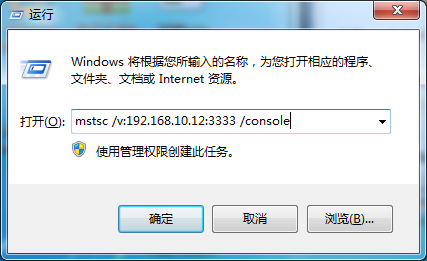 运行
Windows 将根据您所输入的名称，为您打开相应的程序、
文件夹、文档或 Internet 资源。
打开(O): mstsc /v:192.168.10.12:3333 /console
使用管理权限创建此任务。
确定 取消 浏览(B)...